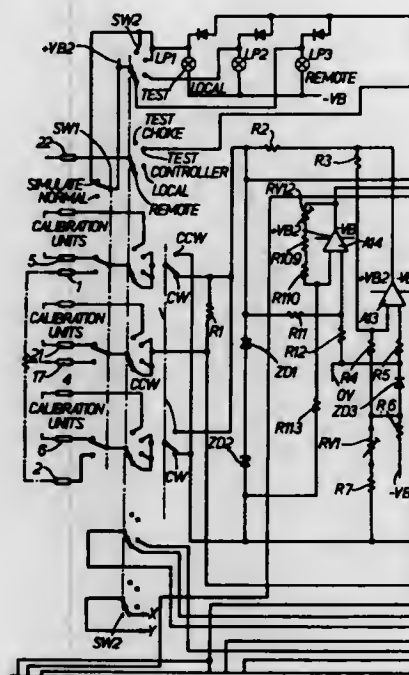 SW2
+VB2
LP1
LP2
LP3
TEST
LOCAL
REMOTE
-VB
TEST
CHOKE
TEST
CONTROLLER
LOCAL
REMOTE
22
SW1
SIMULATE
NORMAL
R2
R3
RV12
+VB2
VB
A14
R109
R110
+VB2
A13
CALIBRATION
UNITS
5
1
CCW
CW
R1
R11
R12
ZD1
R4
0V
R5
ZD3
CALIBRATION
UNITS
21
17
CCW
4
CALIBRATION
UNITS
6
2
CW
ZD2
R113
RV1
R6
R7
-VB
X
Y
SW2